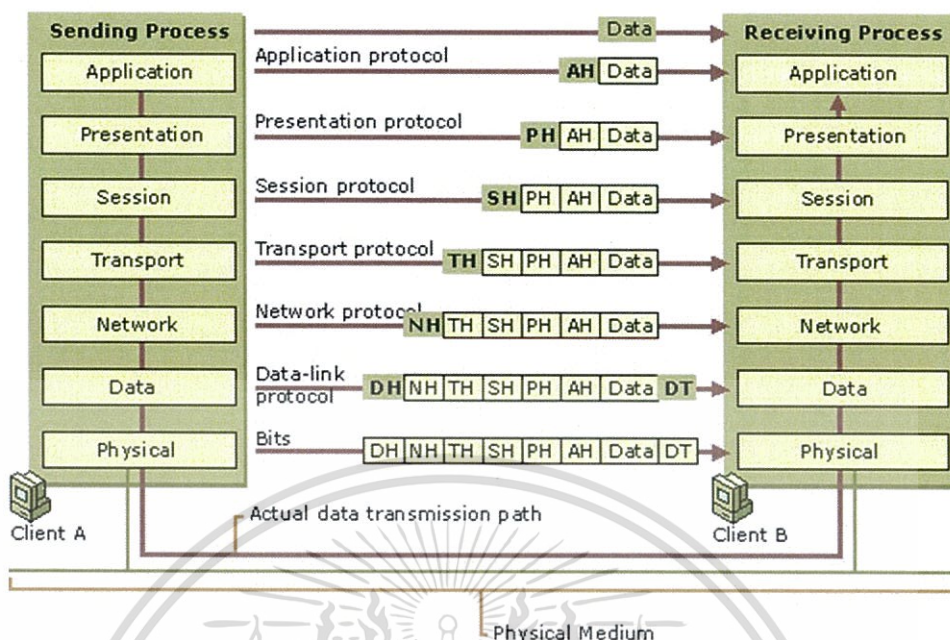 Sending Process
Data
Receiving Process
Application protocol
Application
AH Data
Application
Presentation protocol
Presentation
PH AH Data
Presentation
Session protocol
Session
SH PH AH Data
Session
Transport protocol
Transport
TH SH PH AH Data
Transport
Network protocol
Network
NH TH SH PH AH Data
Network
Data-link
protocol
Data
DH NH TH SH PH AH Data DT
Data
Bits
Physical
DH NH TH SH PH AH Data DT
Physical
Client A
Actual data transmission path
Client B
Physical Medium